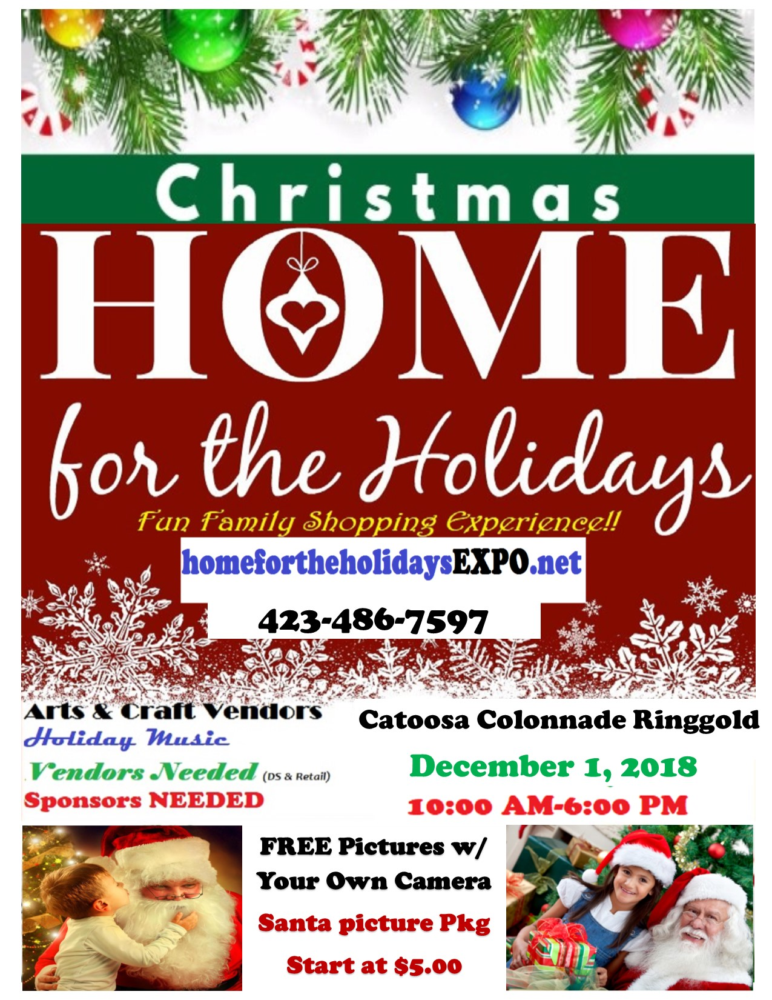 Christmas
HOME
for the Holidays
Fun Family Shopping Experience!!
homefortheholidaysEXPO.net
423-486-7597
Arts & Craft Vendors
Holiday Music
Vendors Needed (DS & Retail)
Sponsors NEEDED
Catoosa Colonnade Ringgold
December 1, 2018
10:00 AM-6:00 PM
FREE Pictures w/
Your Own Camera
Santa picture Pkg
Start at $5.00